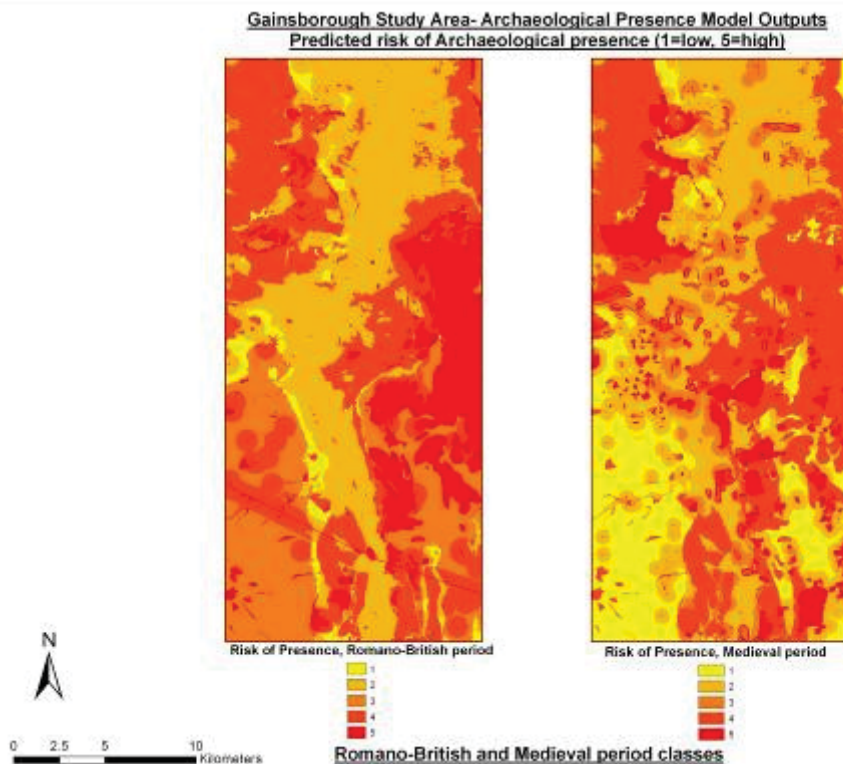 Gainsborough Study Area- Archaeological Presence Model Outputs
Predicted risk of Archaeological presence (1=low, 5=high)
Risk of Presence, Romano-British period
1
2
3
4
5
Risk of Presence, Medieval period
1
2
3
4
5
N
0 2.5 5 10
Kilometers
Romano-British and Medieval period classes